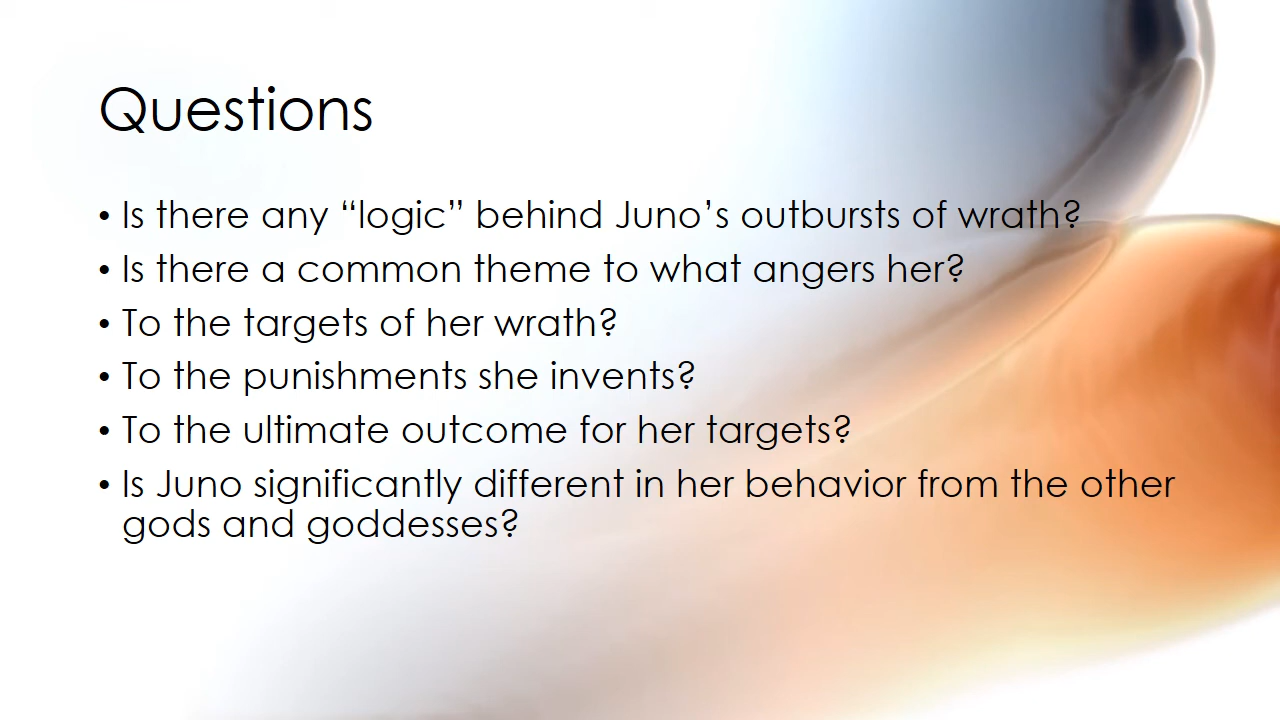 Questions
• Is there any “logic” behind Juno’s outbursts of wrath?
• Is there a common theme to what angers her?
• To the targets of her wrath?
• To the punishments she invents?
• To the ultimate outcome for her targets?
• Is Juno significantly different in her behavior from the other
gods and goddesses?